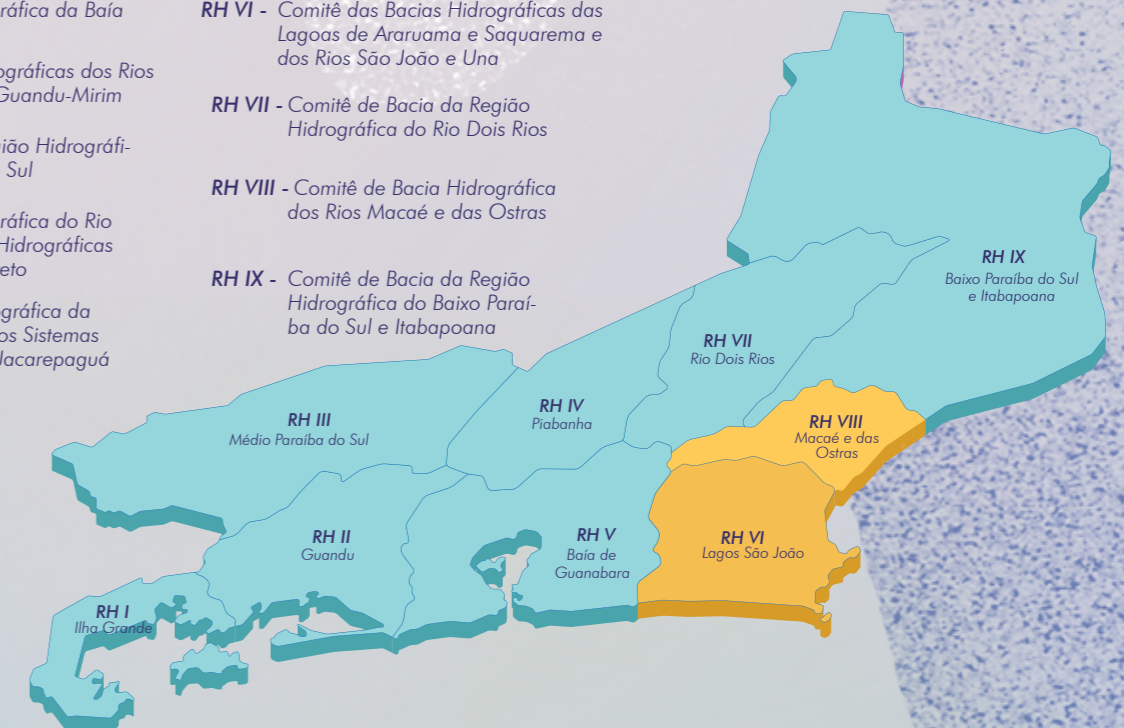 ráfica da Baía
ográficas dos Rios
Guandu-Mirim
ião Hidrográfi-
Sul
ráfica do Rio
Hidrográficas
eto
ográfica da
os Sistemas
Jacarepaguá
RH VI - Comitê das Bacias Hidrográficas das
Lagoas de Araruama e Saquarema e
dos Rios São João e Una
RH VII - Comitê de Bacia da Região
Hidrográfica do Rio Dois Rios
RH VIII - Comitê de Bacia Hidrográfica
dos Rios Macaé e das Ostras
RH IX - Comitê de Bacia da Região
Hidrográfica do Baixo Paraí-
ba do Sul e Itabapoana
RH IX
Baixo Paraíba do Sul
e Itabapoana
RH VII
Rio Dois Rios
RH IV
Piabanha
RH III
Médio Paraíba do Sul
RH VIII
Macaé e das
Ostras
RH II
Guandu
RH V
Baía de
Guanabara
RH VI
Lagos São João
RH I
Ilha Grande